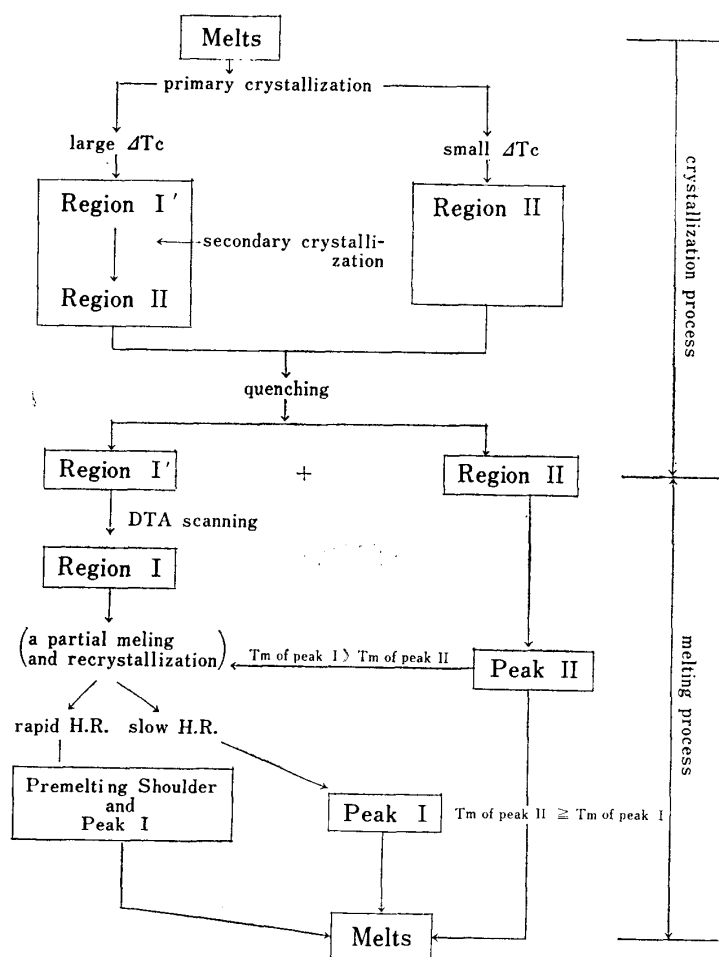 Melts
primary crystallization
large ΔTc
small ΔTc
Region I′
Region II
secondary crystalli-
zation
Region II
quenching
Region I′
+
Region II
DTA scanning
Region I
(a partial meling
and recrystallization)
Tm of peak I > Tm of peak II
Peak II
rapid H.R.
slow H.R.
Premelting Shoulder
and
Peak I
Peak I
Tm of peak II ≧ Tm of peak I
Melts
crystallization process
melting process